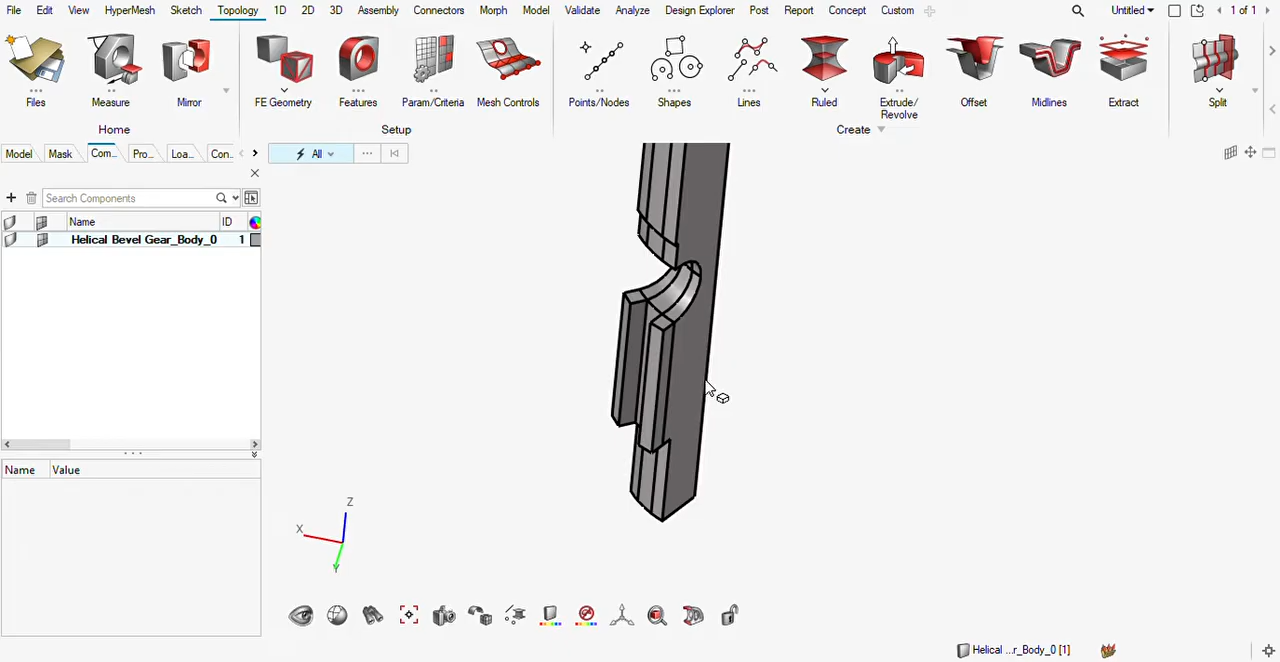 File Edit View HyperMesh Sketch Topology 1D 2D 3D Assembly Connectors Morph Model Validate Analyze Design Explorer Post Report Concept Custom Untitled 1 of 1
Files Measure Mirror FE Geometry Features Param/Criteria Mesh Controls Points/Nodes Shapes Lines Ruled Extrude/ Revolve Offset Midlines Extract Split
Home Setup Create
Model Mask Com... Pro... Loa... Con... All
Search Components
Name ID
Helical Bevel Gear_Body_0 1
Name Value
Z
X
Y
Helical ...r_Body_0 [1]